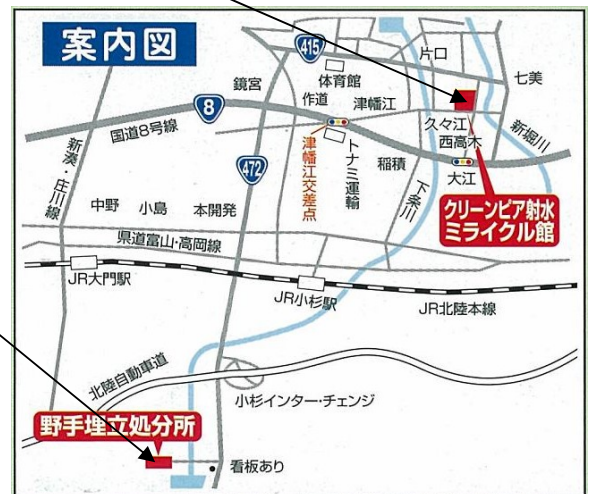 案内図
415
片口
体育館
七美
鏡宮
作道
津幡江
8
久々江
国道8号線
西高木
新堀川
新湊・庄川線
472
津幡江交差点
トナミ運輸
稲積
大江
下条川
クリーンピア射水
ミライクル館
中野
小島
本開発
県道富山・高岡線
JR大門駅
JR小杉駅
JR北陸本線
北陸自動車道
小杉インター・チェンジ
野手埋立処分所
看板あり